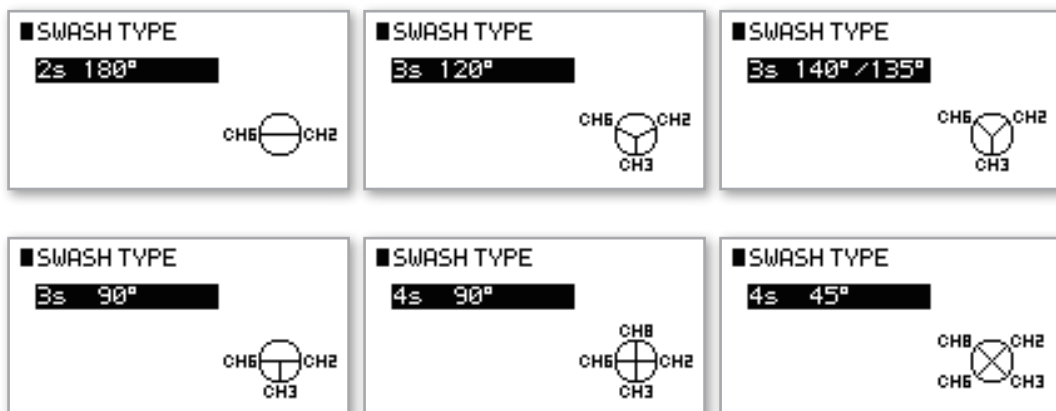 SWASH TYPE
2s 180°
CH6 CH2
SWASH TYPE
3s 120°
CH6 CH2
CH3
SWASH TYPE
3s 140°/135°
CH6 CH2
CH3
SWASH TYPE
3s 90°
CH6 CH2
CH3
SWASH TYPE
4s 90°
CH8
CH6 CH2
CH3
SWASH TYPE
4s 45°
CH8 CH2
CH6 CH3